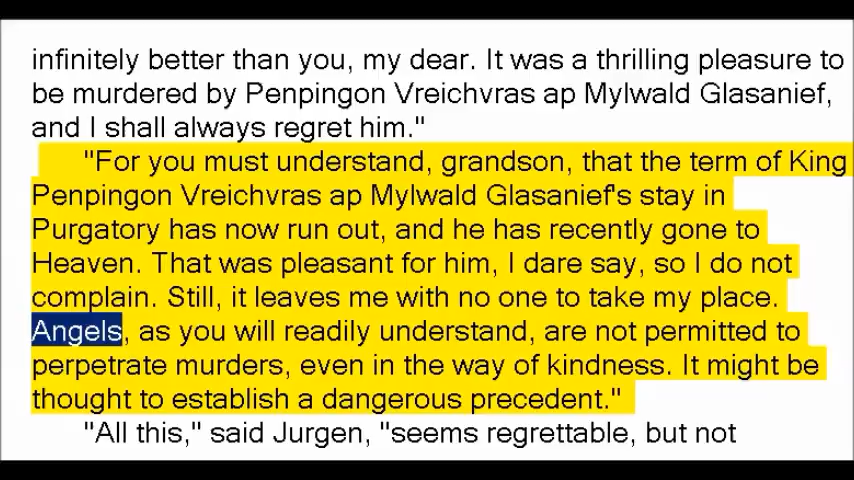 infinitely better than you, my dear. It was a thrilling pleasure to
be murdered by Penpingon Vreichvras ap Mylwald Glasanief,
and I shall always regret him."
"For you must understand, grandson, that the term of King
Penpingon Vreichvras ap Mylwald Glasanief's stay in
Purgatory has now run out, and he has recently gone to
Heaven. That was pleasant for him, I dare say, so I do not
complain. Still, it leaves me with no one to take my place.
Angels, as you will readily understand, are not permitted to
perpetrate murders, even in the way of kindness. It might be
thought to establish a dangerous precedent."
"All this," said Jurgen, "seems regrettable, but not